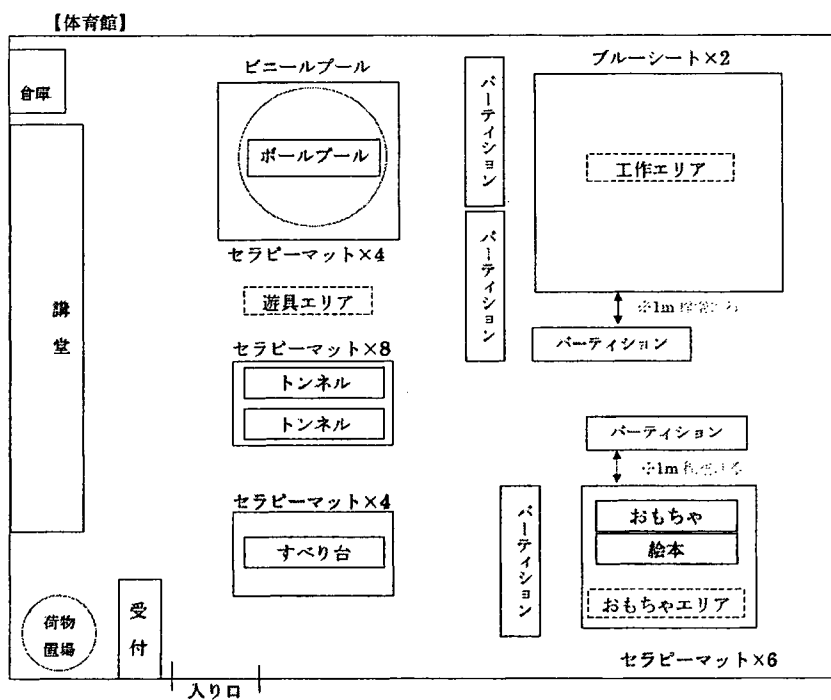 【体育館】
倉庫
講堂
荷物
置場
受付
入り口
ビニールプール
ボールプール
セラピーマット×4
遊具エリア
セラピーマット×8
トンネル
トンネル
セラピーマット×4
すべり台
パーティション
パーティション
ブルーシート×2
工作エリア
※1m
パーティション
パーティション
※1m
パーティション
おもちゃ
絵本
おもちゃエリア
セラピーマット×6